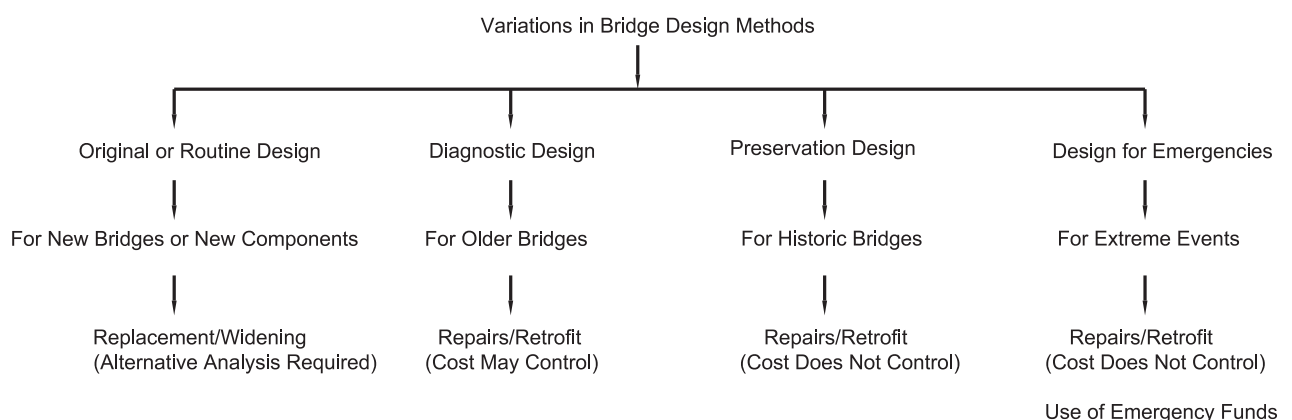 Variations in Bridge Design Methods
Original or Routine Design
Diagnostic Design
Preservation Design
Design for Emergencies
For New Bridges or New Components
For Older Bridges
For Historic Bridges
For Extreme Events
Replacement/Widening
(Alternative Analysis Required)
Repairs/Retrofit
(Cost May Control)
Repairs/Retrofit
(Cost Does Not Control)
Repairs/Retrofit
(Cost Does Not Control)
Use of Emergency Funds